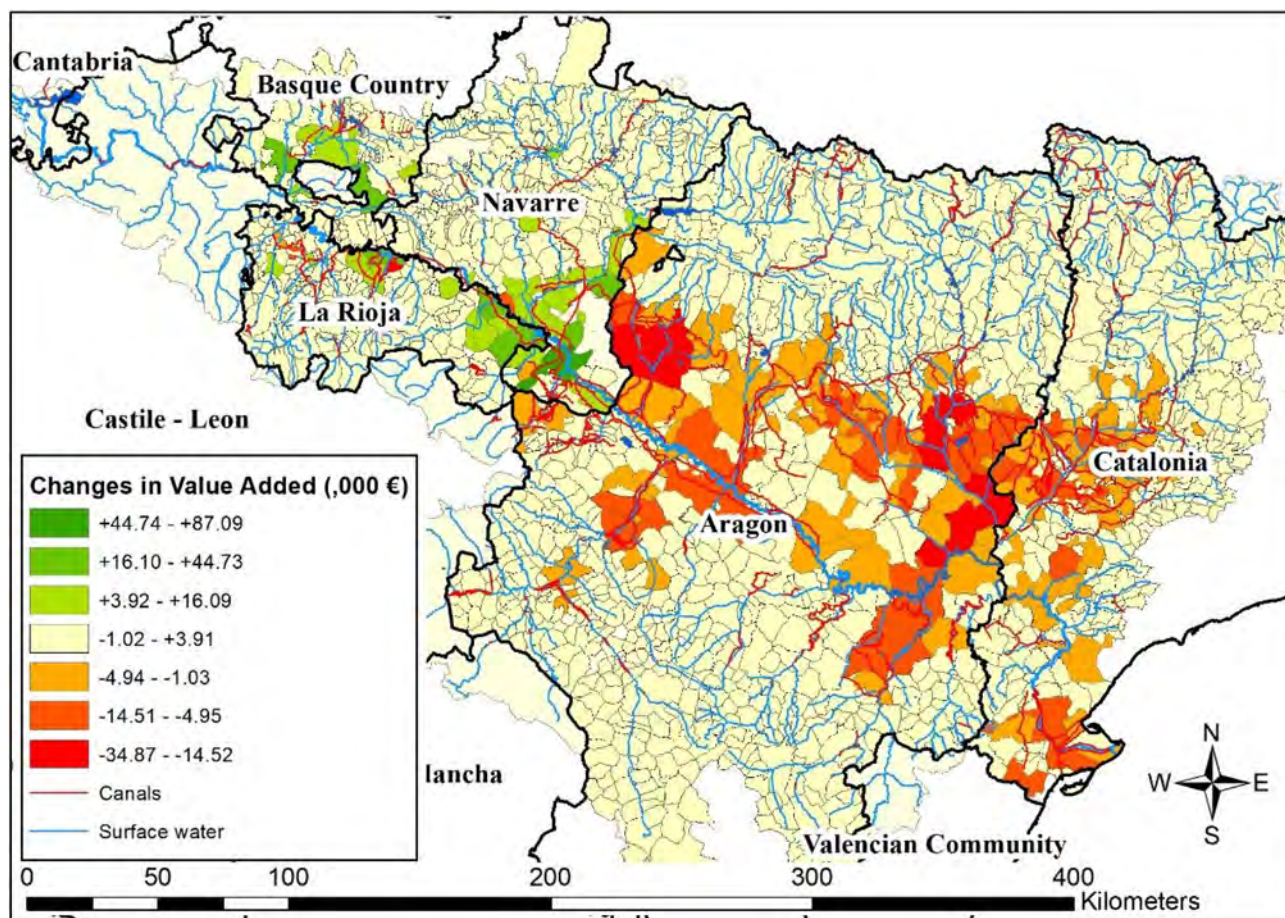 Cantabria
Basque Country
Navarre
La Rioja
Castile - Leon
Catalonia
Aragon
Changes in Value Added (,000 €)
+44.74 - +87.09
+16.10 - +44.73
+3.92 - +16.09
-1.02 - +3.91
-4.94 - -1.03
-14.51 - -4.95
-34.87 - -14.52
Canals
Surface water
lancha
Valencian Community
N
W E
S
0 50 100 200 300 400
Kilometers